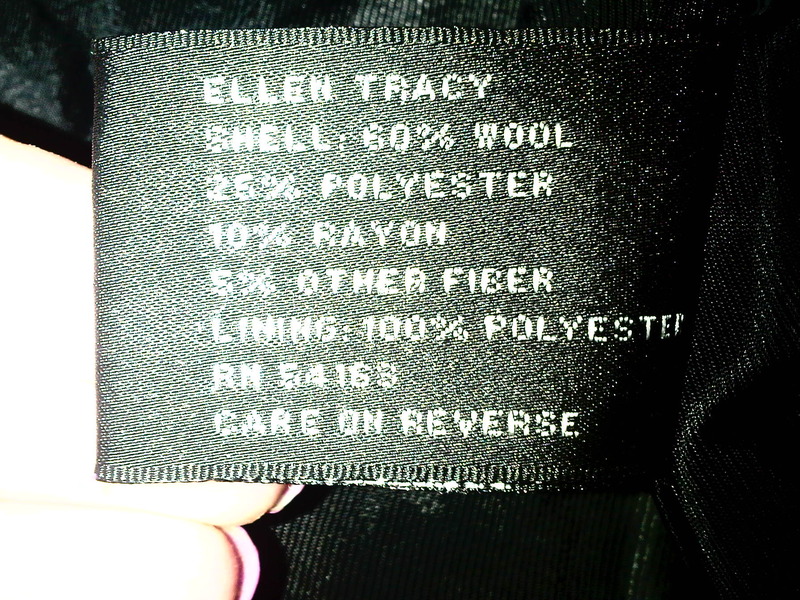 ELLEN TRACY
SHELL: 60% WOOL
25% POLYESTER
10% RAYON
5% OTHER FIBER
LINING: 100% POLYESTER
RN 54163
CARE ON REVERSE